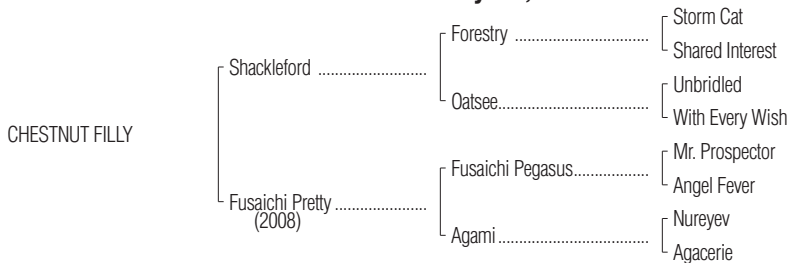 Storm Cat
Forestry ................................
Shared Interest
Shackleford ..........................
Unbridled
Oatsee....................................
With Every Wish
CHESTNUT FILLY
Mr. Prospector
Fusaichi Pegasus..................
Angel Fever
Fusaichi Pretty ......................
(2008)
Nureyev
Agami ....................................
Agacerie